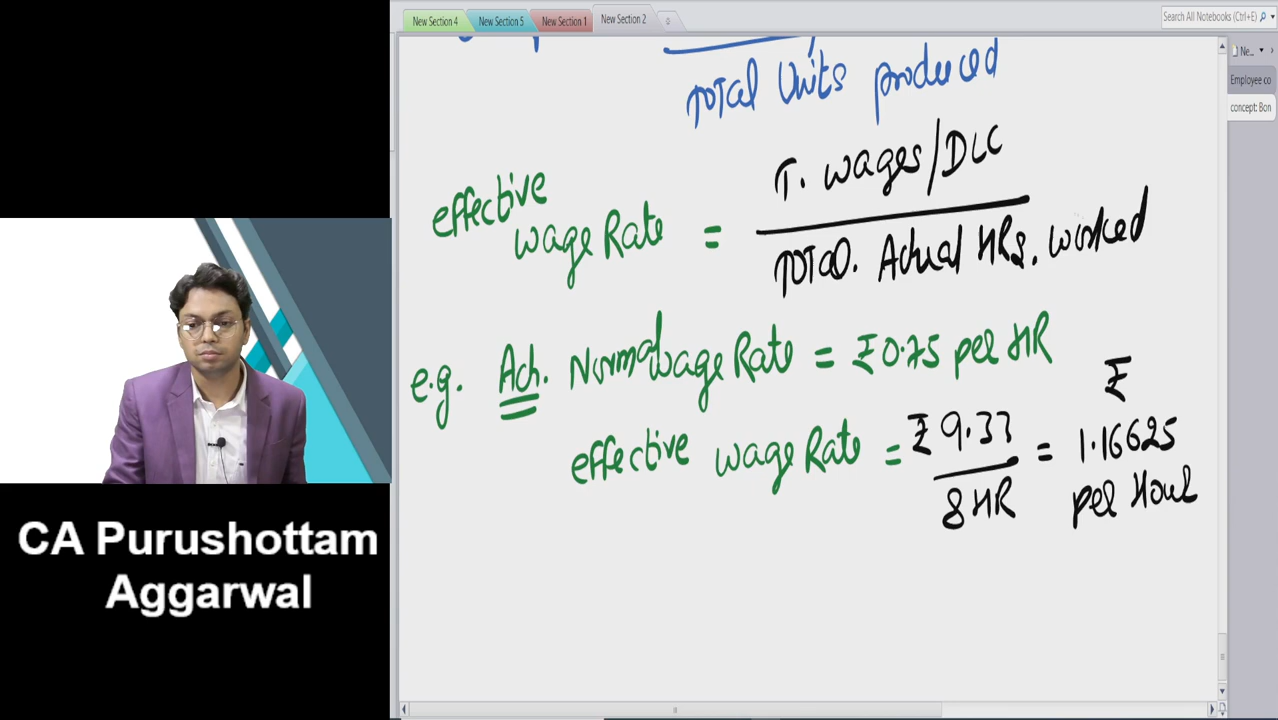 New Section 4
New Section 5
New Section 1
New Section 2
Search All Notebooks (Ctrl+E)
Ne...
Employee co
concept: Bon
Total Units produced
effective wage Rate = T. wages/DLC
Total. Actual HRs. worked
e.g. Ach. Normal wage Rate = ₹0.75 per HR
effective wage Rate = ₹9.33
8 HR
= ₹ 1.16625
per Hour
CA Purushottam
Aggarwal